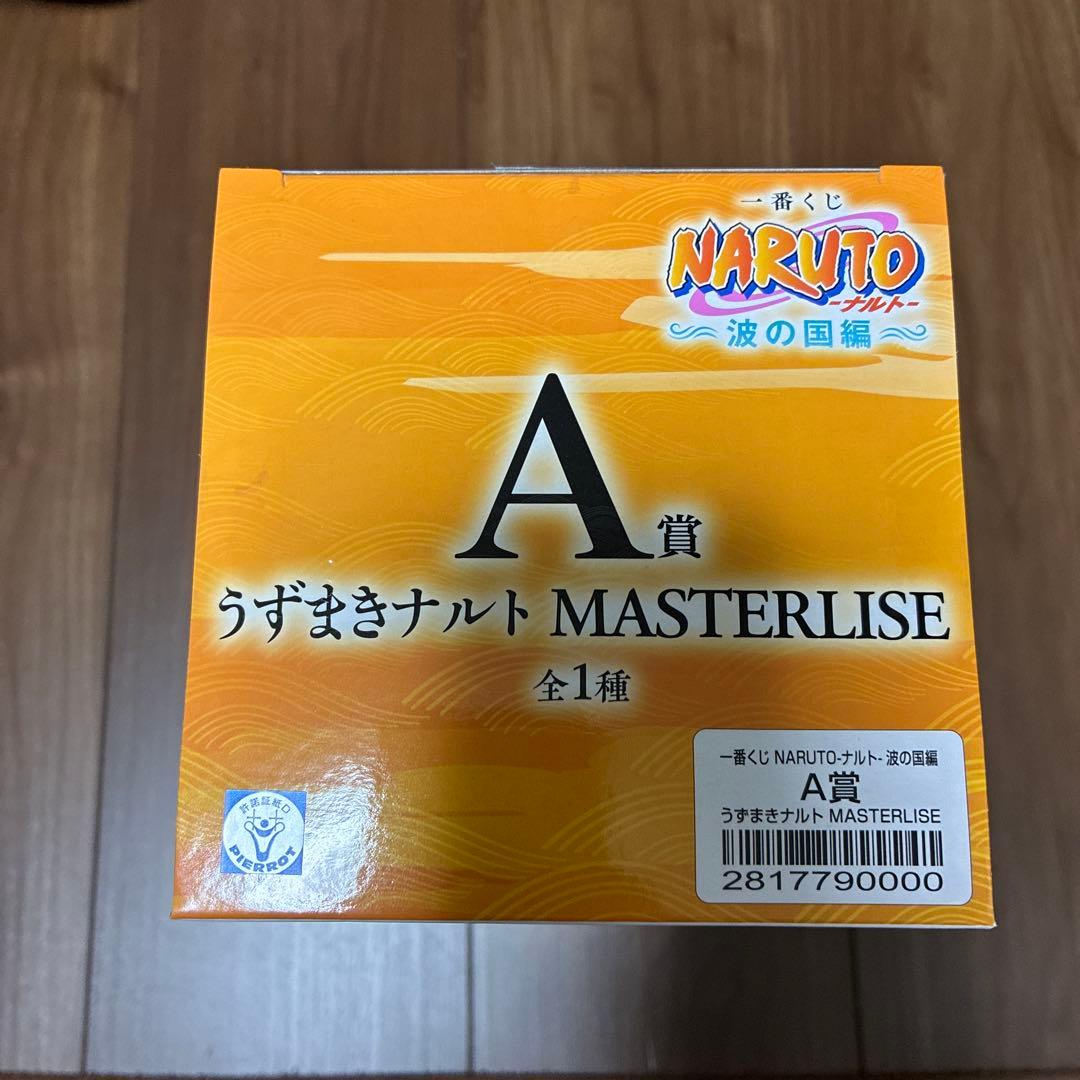 一番くじ
NARUTO
-ナルト-
波の国編
A賞
うずまきナルト MASTERLISE
全1種
一番くじ NARUTO-ナルト- 波の国編
A賞
うずまきナルト MASTERLISE
2817790000
許諾証紙D
PIERROT